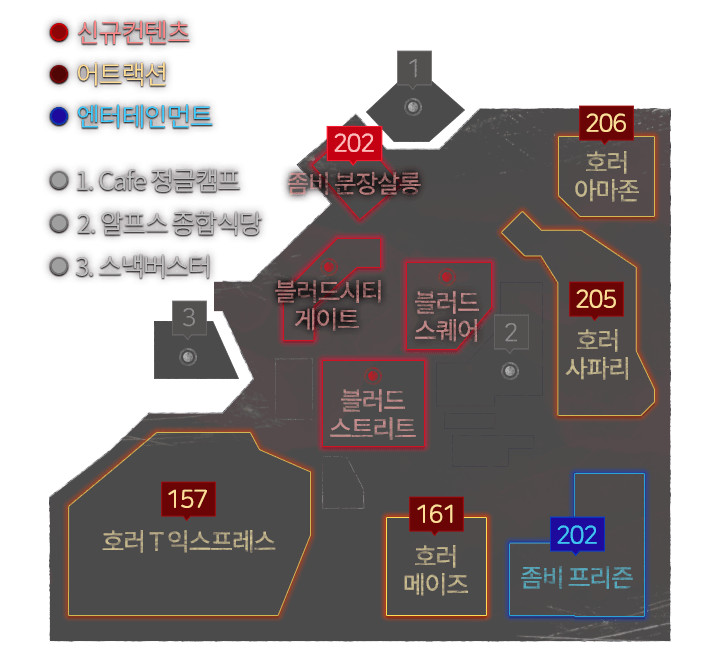 신규컨텐츠
어트랙션
엔터테인먼트
1. Cafe 정글캠프
2. 알프스 종합식당
3. 스낵버스터
1
202
좀비 분장살롱
206
호러
아마존
블러드시티
게이트
블러드
스퀘어
205
호러
사파리
3
2
블러드
스트리트
157
호러 T 익스프레스
161
호러
메이즈
202
좀비 프리즌